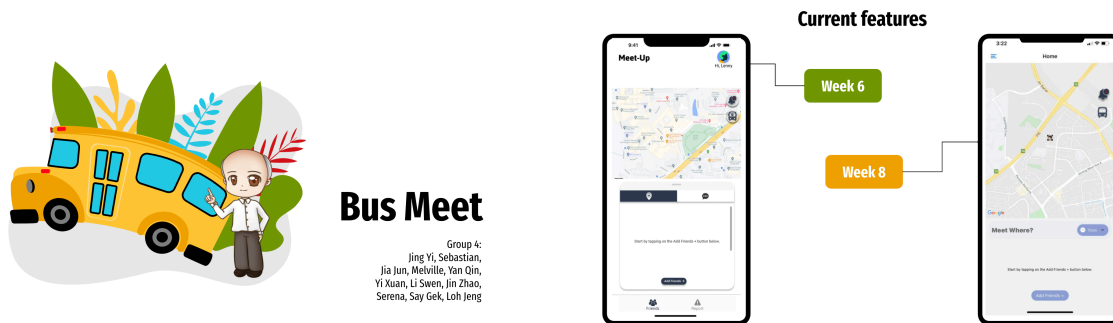 Bus Meet
Group 4:
Jing Yi, Sebastian,
Jia Jun, Melville, Yan Qin,
Yi Xuan, Li Swen, Jin Zhao,
Serena, Say Gek, Loh Jeng
Current features
9:41
Meet-Up
Hi, Lenny
Start by tapping on the Add Friends + button below.
Add Friends +
Friends
Report
Week 6
Week 8
3:22
Home
Google
Meet Where?
Start by tapping on the Add Friends + button below.
Add Friends +